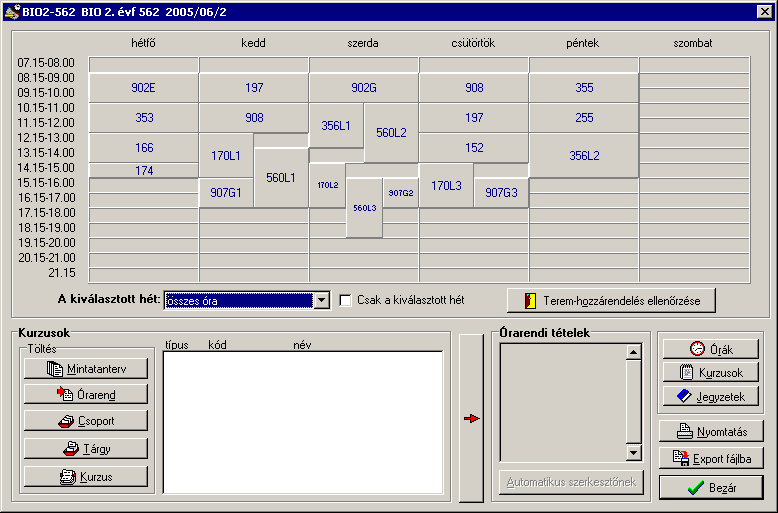 BIO2-562 BIO 2. évf 562 2005/06/2
hétfő kedd szerda csütörtök péntek szombat
07.15-08.00
08.15-09.00
902E 197 902G 908 355
09.15-10.00
10.15-11.00
353 908 356L1 560L2 197 255
11.15-12.00
12.15-13.00
166 170L1 152 356L2
13.15-14.00
14.15-15.00
174 560L1 170L2 170L3
15.15-16.00
907G1 907G2 907G3
16.15-17.00
560L3
17.15-18.00
18.15-19.00
19.15-20.00
20.15-21.00
21.15
A kiválasztott hét: összes óra Csak a kiválasztott hét Terem-hozzárendelés ellenőrzése
Kurzusok
Töltés
Mintatanterv
Órarend
Csoport
Tárgy
Kurzus
típus kód név
Órarendi tételek
Automatikus szerkesztőnek
Órák
Kurzusok
Jegyzetek
Nyomtatás
Export fájlba
Bezár